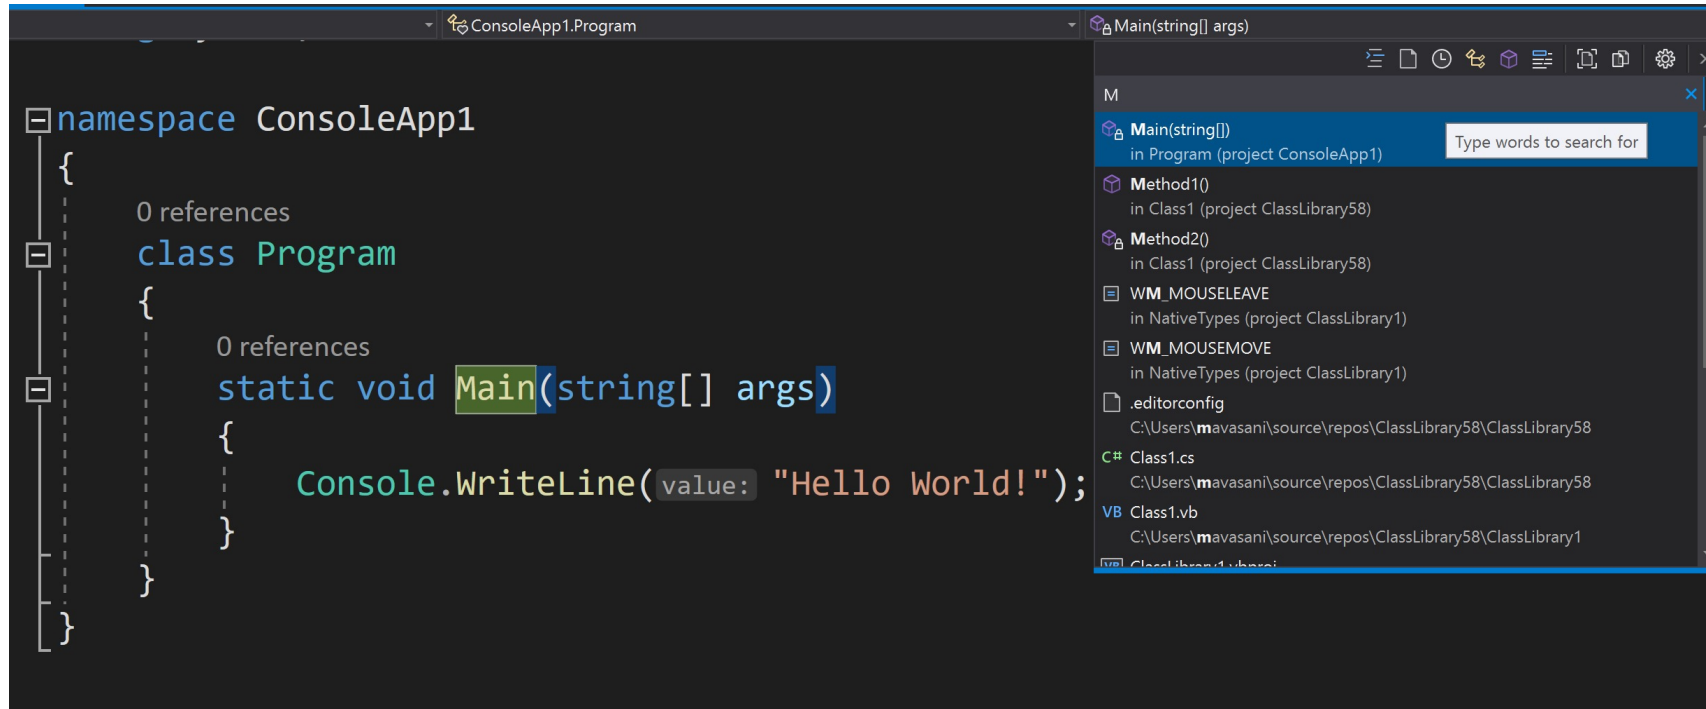 ConsoleApp1.Program
Main(string[] args)
namespace ConsoleApp1
{
0 references
class Program
{
0 references
static void Main(string[] args)
{
Console.WriteLine(value: "Hello World!");
}
}
}
M
Main(string[])
in Program (project ConsoleApp1)
Type words to search for
Method1()
in Class1 (project ClassLibrary58)
Method2()
in Class1 (project ClassLibrary58)
WM_MOUSELEAVE
in NativeTypes (project ClassLibrary1)
WM_MOUSEMOVE
in NativeTypes (project ClassLibrary1)
.editorconfig
C:\Users\mavasani\source\repos\ClassLibrary58\ClassLibrary58
C# Class1.cs
C:\Users\mavasani\source\repos\ClassLibrary58\ClassLibrary58
VB Class1.vb
C:\Users\mavasani\source\repos\ClassLibrary58\ClassLibrary1
VB ClassLibrary1.vbproj